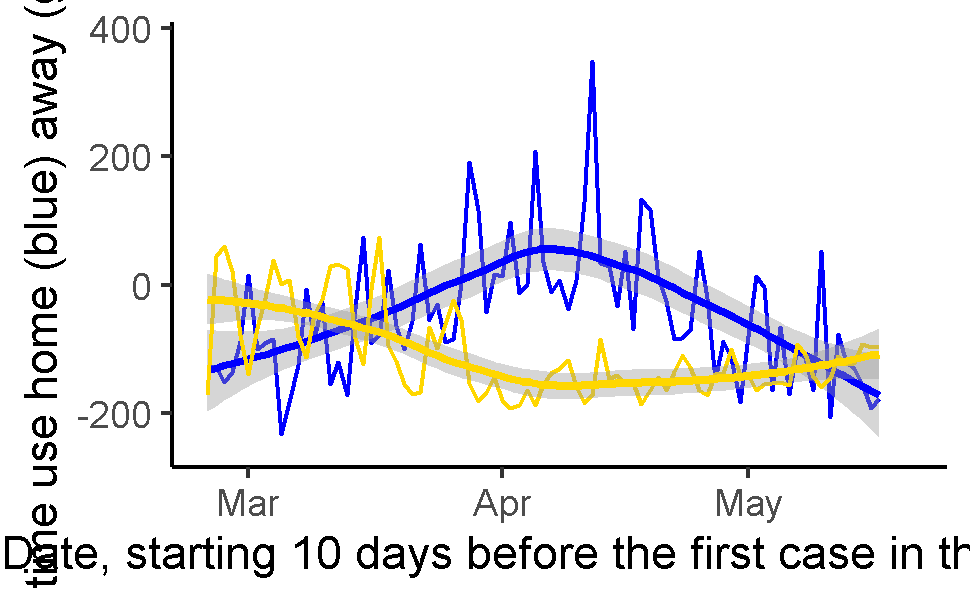 time use home (blue) away (
400
200
0
-200
Mar Apr May
Date, starting 10 days before the first case in th